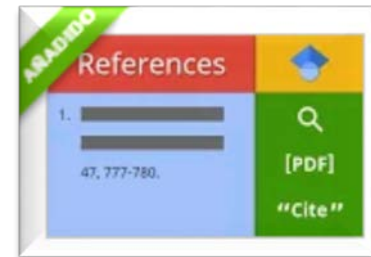 AÑADIDO
References
1.
47, 777-780.
[PDF]
“Cite”